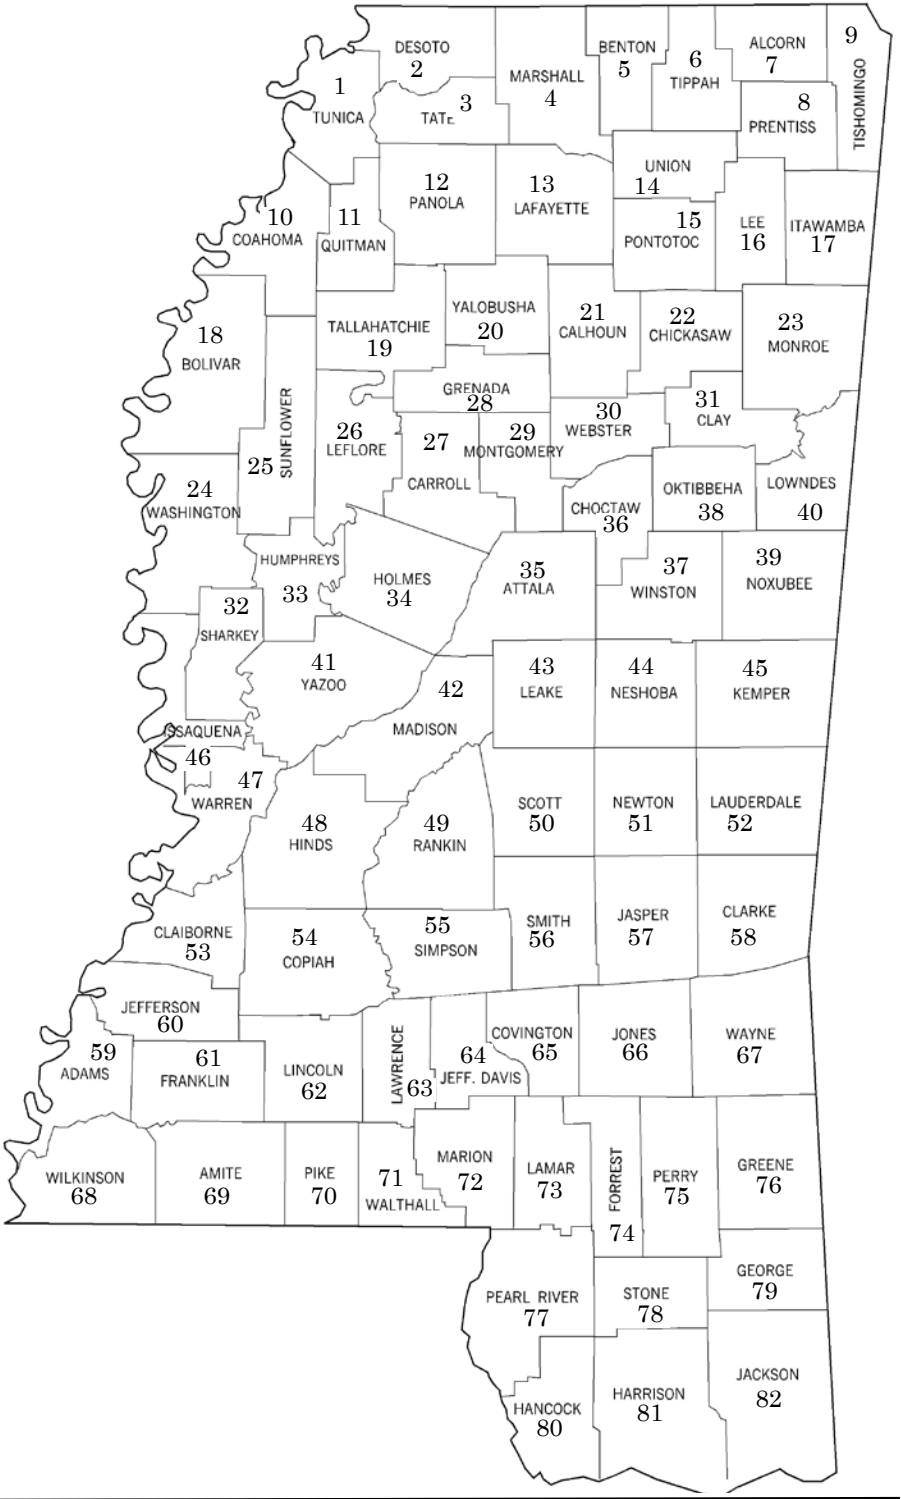 DESOTO
2
BENTON
5
6
TIPPAH
ALCORN
7
9
TISHOMINGO
1
TUNICA
TATE
3
MARSHALL
4
8
PRENTISS
UNION
14
12
PANOLA
13
LAFAYETTE
10
COAHOMA
11
QUITMAN
15
PONTOTOC
LEE
16
ITAWAMBA
17
18
BOLIVAR
TALLAHATCHIE
19
YALOBUSHA
20
21
CALHOUN
22
CHICKASAW
23
MONROE
GRENADA
28
SUNFLOWER
25
26
LEFLORE
27
CARROLL
29
MONTGOMERY
30
WEBSTER
31
CLAY
24
WASHINGTON
CHOCTAW
36
OKTIBBEHA
38
LOWNDES
40
HUMPHREYS
33
HOLMES
34
35
ATTALA
37
WINSTON
39
NOXUBEE
32
SHARKEY
41
YAZOO
42
MADISON
43
LEAKE
44
NESHOBA
45
KEMPER
ISSAQUENA
46
47
WARREN
48
HINDS
49
RANKIN
SCOTT
50
NEWTON
51
LAUDERDALE
52
CLAIBORNE
53
54
COPIAH
55
SIMPSON
SMITH
56
JASPER
57
CLARKE
58
JEFFERSON
60
59
ADAMS
61
FRANKLIN
LINCOLN
62
LAWRENCE
63
64
JEFF. DAVIS
COVINGTON
65
JONES
66
WAYNE
67
WILKINSON
68
AMITE
69
PIKE
70
71
WALTHALL
MARION
72
LAMAR
73
FORREST
74
PERRY
75
GREENE
76
PEARL RIVER
77
STONE
78
GEORGE
79
HANCOCK
80
HARRISON
81
JACKSON
82